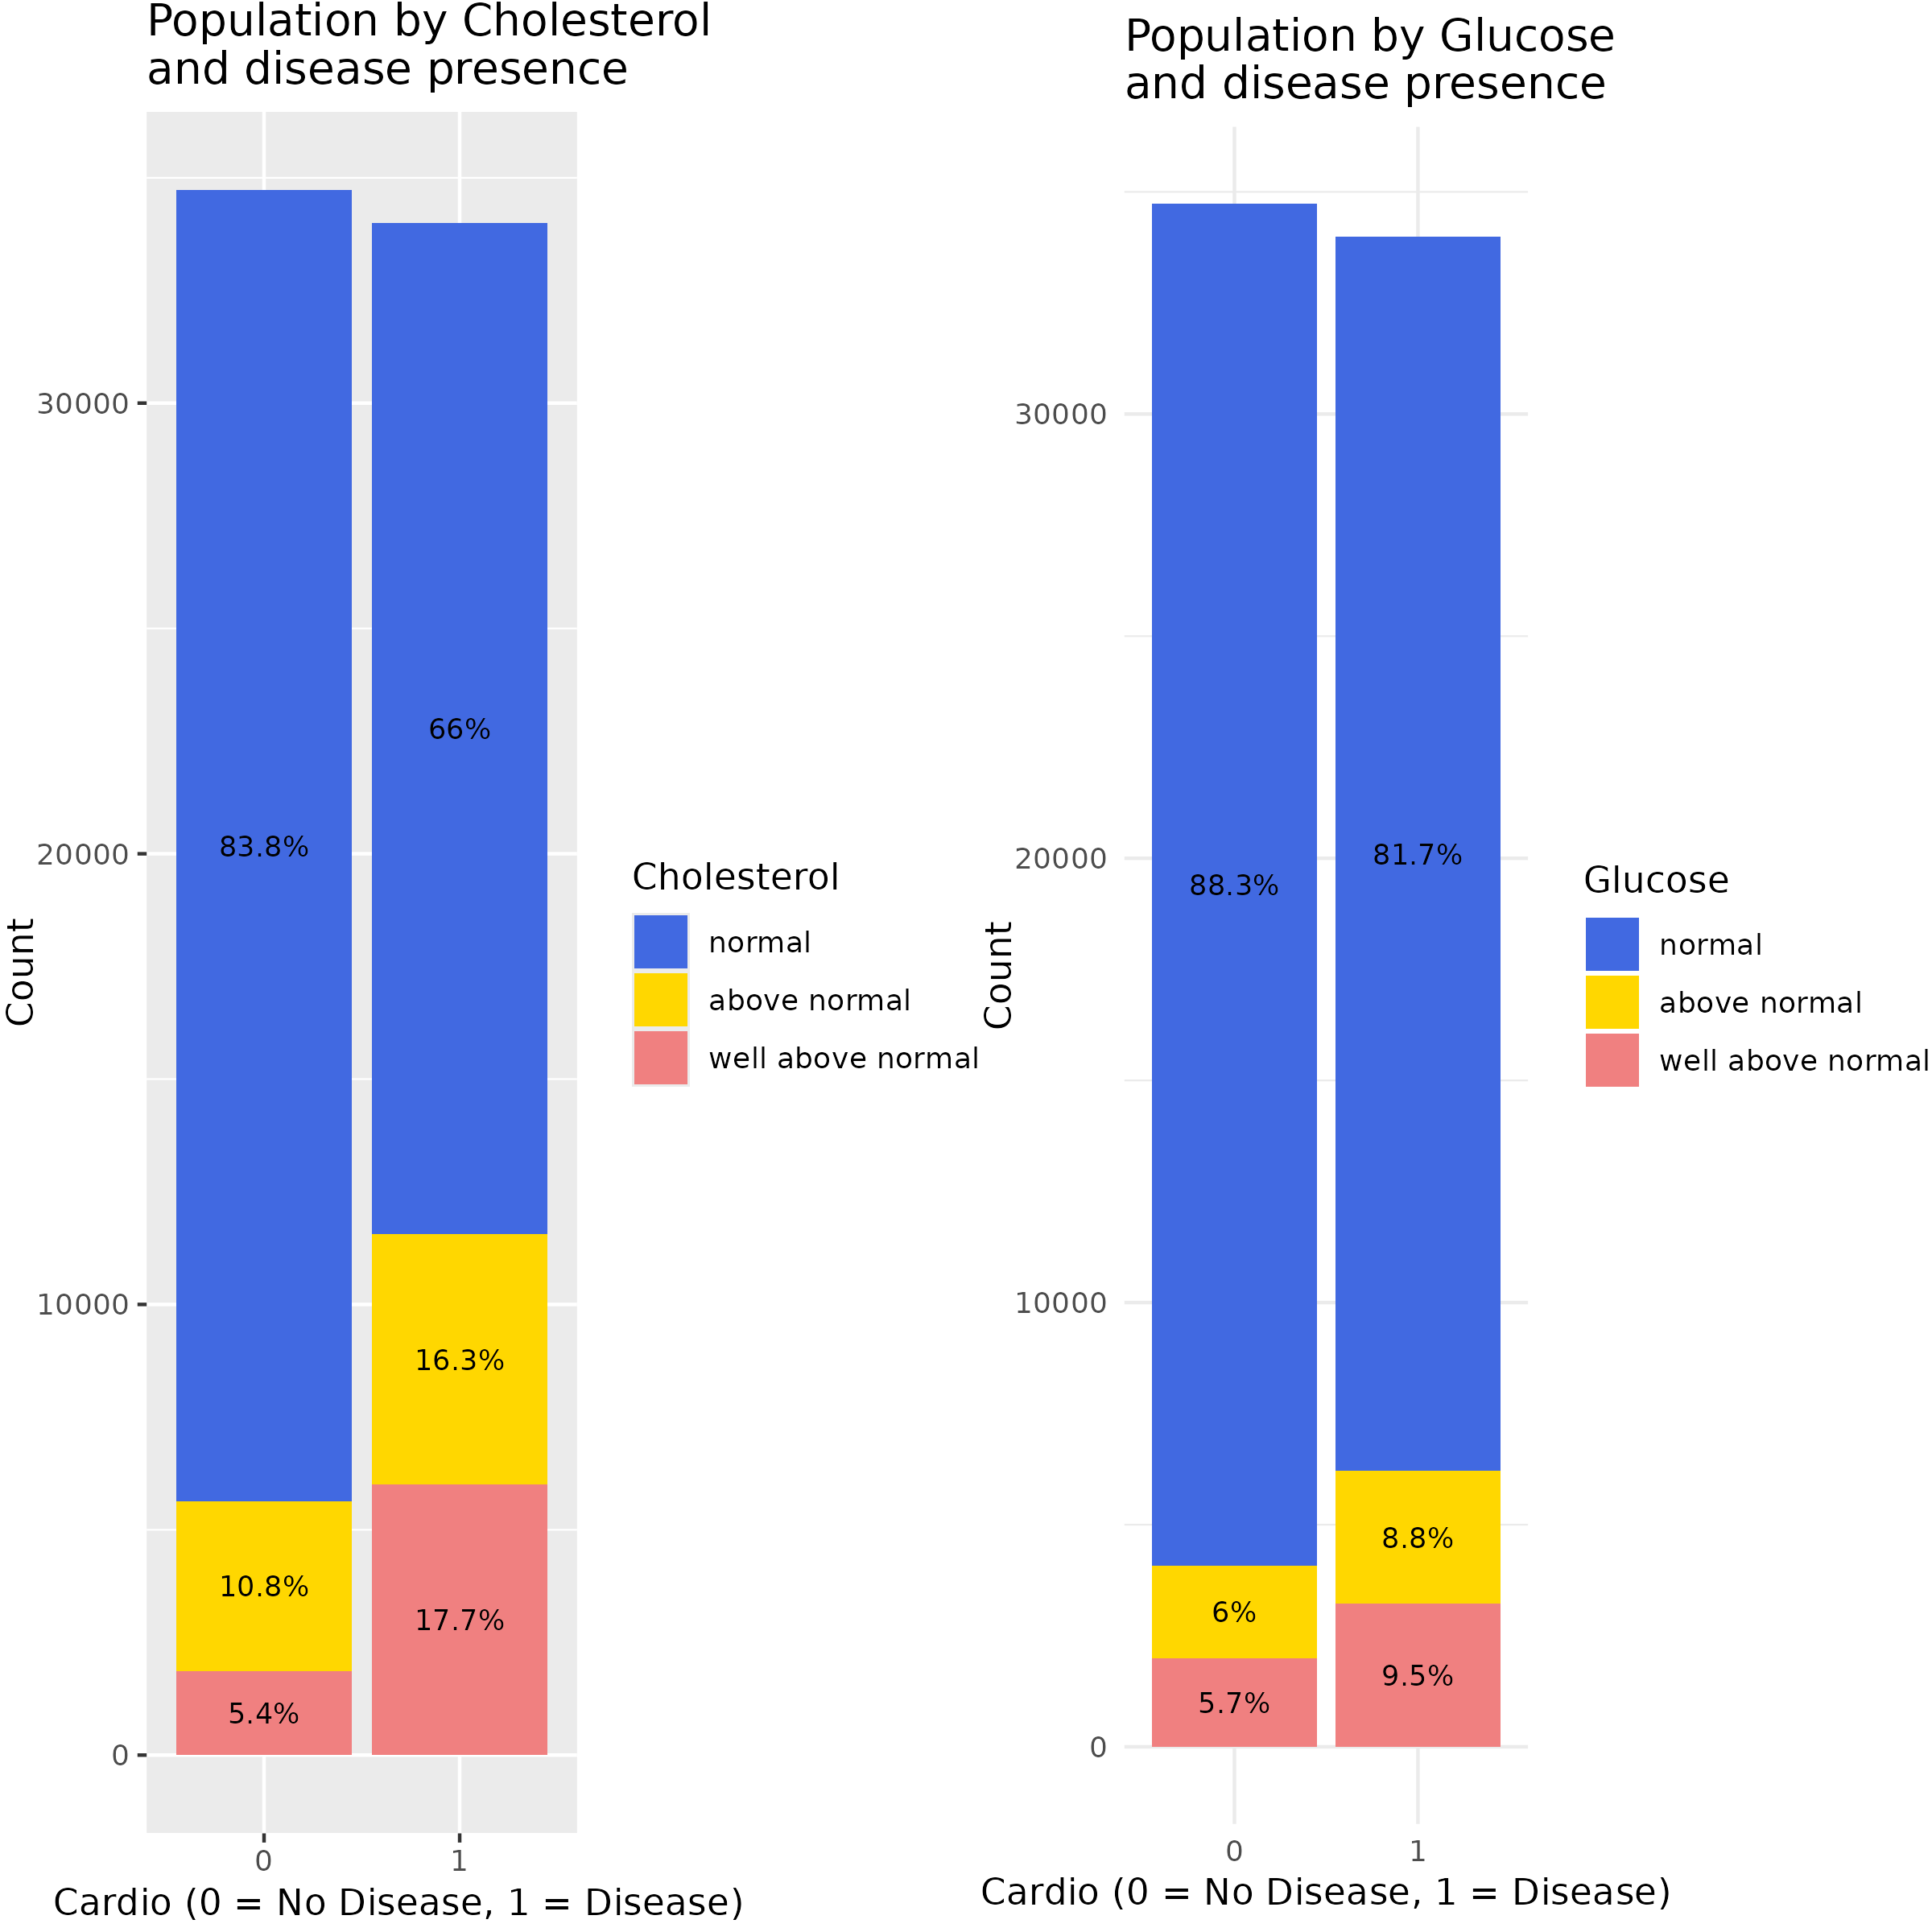 Population by Cholesterol
and disease presence
30000
20000
10000
0
Count
83.8%
10.8%
5.4%
66%
16.3%
17.7%
0
1
Cardio (0 = No Disease, 1 = Disease)
Cholesterol
normal
above normal
well above normal
Population by Glucose
and disease presence
30000
20000
10000
0
Count
88.3%
6%
5.7%
81.7%
8.8%
9.5%
0
1
Cardio (0 = No Disease, 1 = Disease)
Glucose
normal
above normal
well above normal